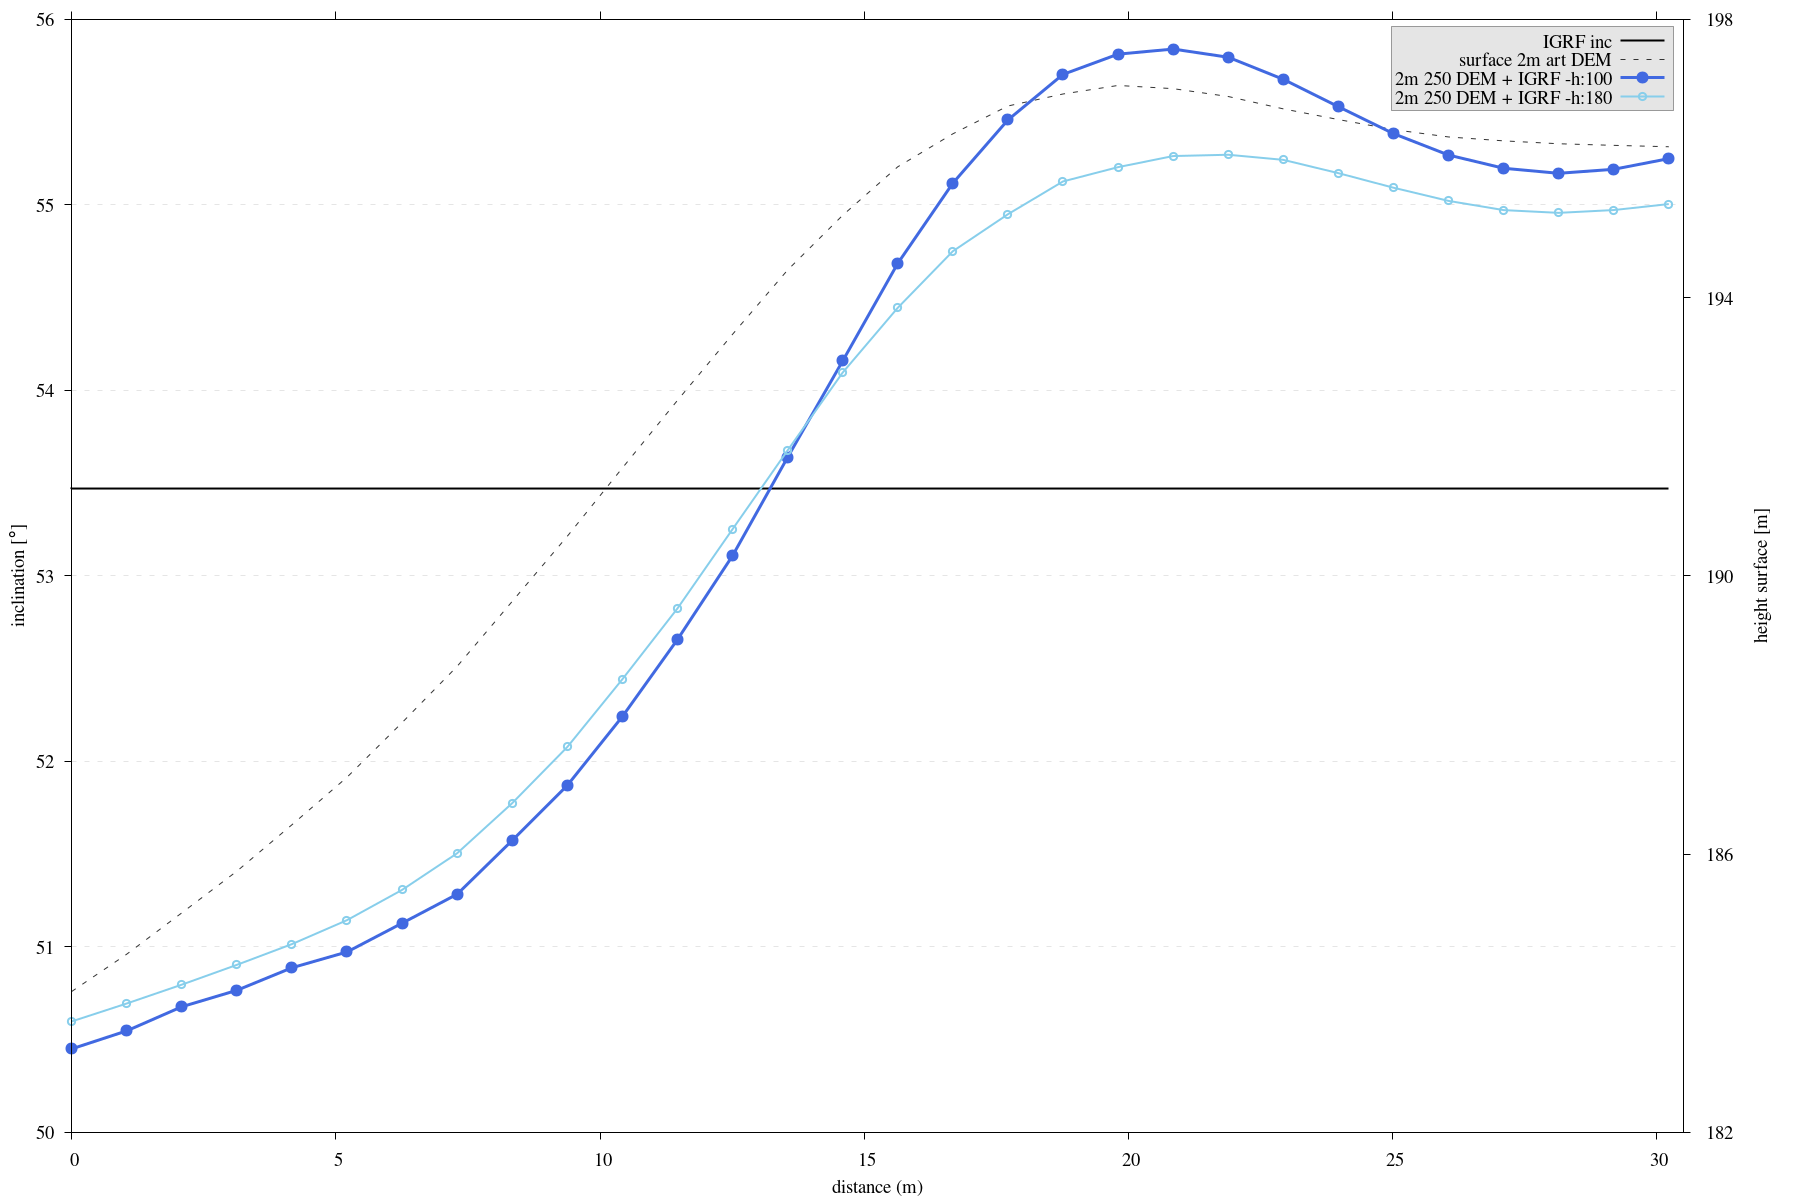 56
55
54
53
52
51
50
198
194
190
186
182
IGRF inc
surface 2m art DEM
2m 250 DEM + IGRF -h:100
2m 250 DEM + IGRF -h:180
inclination [°]
height surface [m]
0 5 10 15 20 25 30
distance (m)